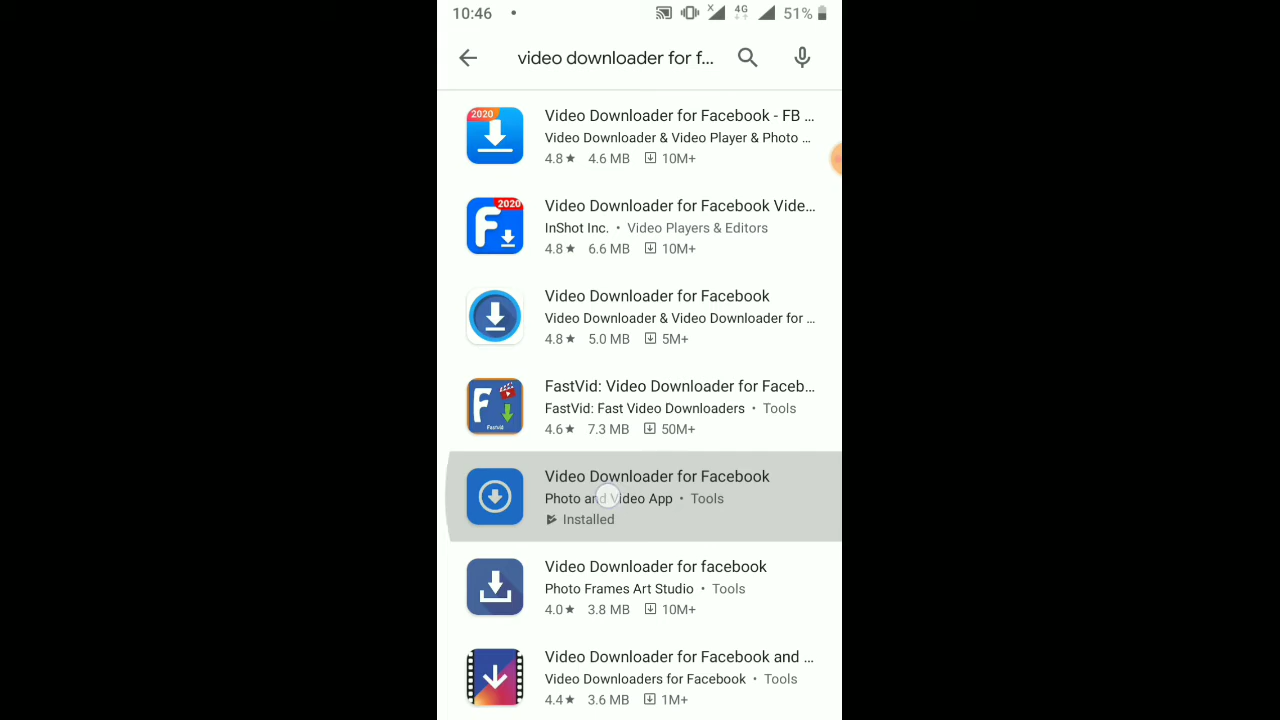 10:46
X
4G
51%
video downloader for f...
2020
Video Downloader for Facebook - FB ...
Video Downloader & Video Player & Photo ...
4.8★ 6 4.6 MB 10M+
2020
Video Downloader for Facebook Vide...
InShot Inc. • Video Players & Editors
4.8★ 6.6 MB 10M+
Video Downloader for Facebook
Video Downloader & Video Downloader for ...
4.8★ 5.0 MB 5M+
F
FastVid
FastVid: Video Downloader for Faceb...
FastVid: Fast Video Downloaders • Tools
4.6★ 7.3 MB 50M+
Video Downloader for Facebook
Photo and Video App • Tools
Installed
Video Downloader for facebook
Photo Frames Art Studio • Tools
4.0★ 3.8 MB 10M+
Video Downloader for Facebook and ...
Video Downloaders for Facebook • Tools
4.4★ 3.6 MB 1M+